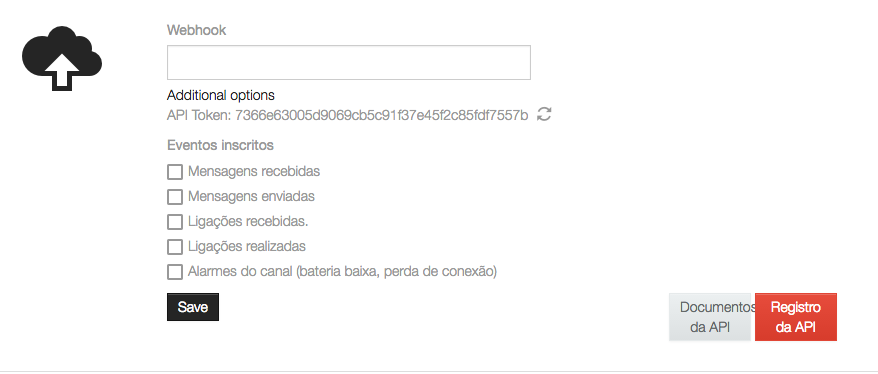 Webhook
Additional options
API Token: 7366e63005d9069cb5c91f37e45f2c85fdf7557b
Eventos inscritos
Mensagens recebidas
Mensagens enviadas
Ligações recebidas.
Ligações realizadas
Alarmes do canal (bateria baixa, perda de conexão)
Save
Documentos
da API
Registro
da API